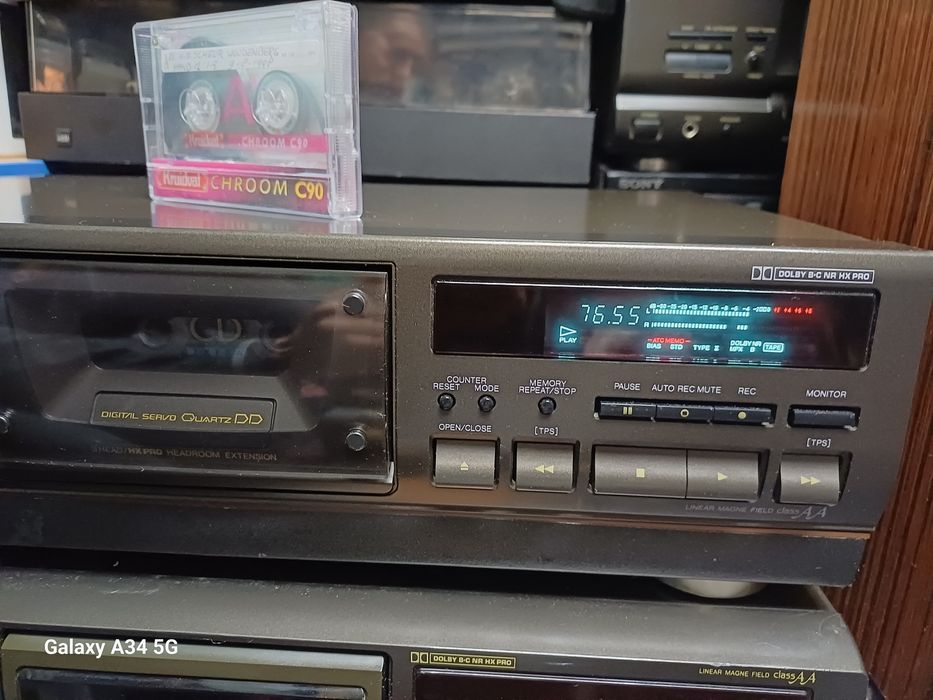 A
Kruidvat CHROOM C90
Kruidvat CHROOM C90
SONY
DOLBY B·C NR HX PRO
76.55
PLAY
L
R
ATC MEMO
BIAS STD TYPE II
DOLBY NR
MPX B TAPE
COUNTER
RESET MODE
MEMORY
REPEAT/STOP
PAUSE AUTO REC MUTE REC
MONITOR
OPEN/CLOSE
[TPS]
[TPS]
DIGITAL SERVO QUARTZ DD
HX PRO HEADROOM EXTENSION
LINEAR MAGNE FIELD class AA
Galaxy A34 5G
DOLBY B·C NR HX PRO
LINEAR MAGNE FIELD class AA